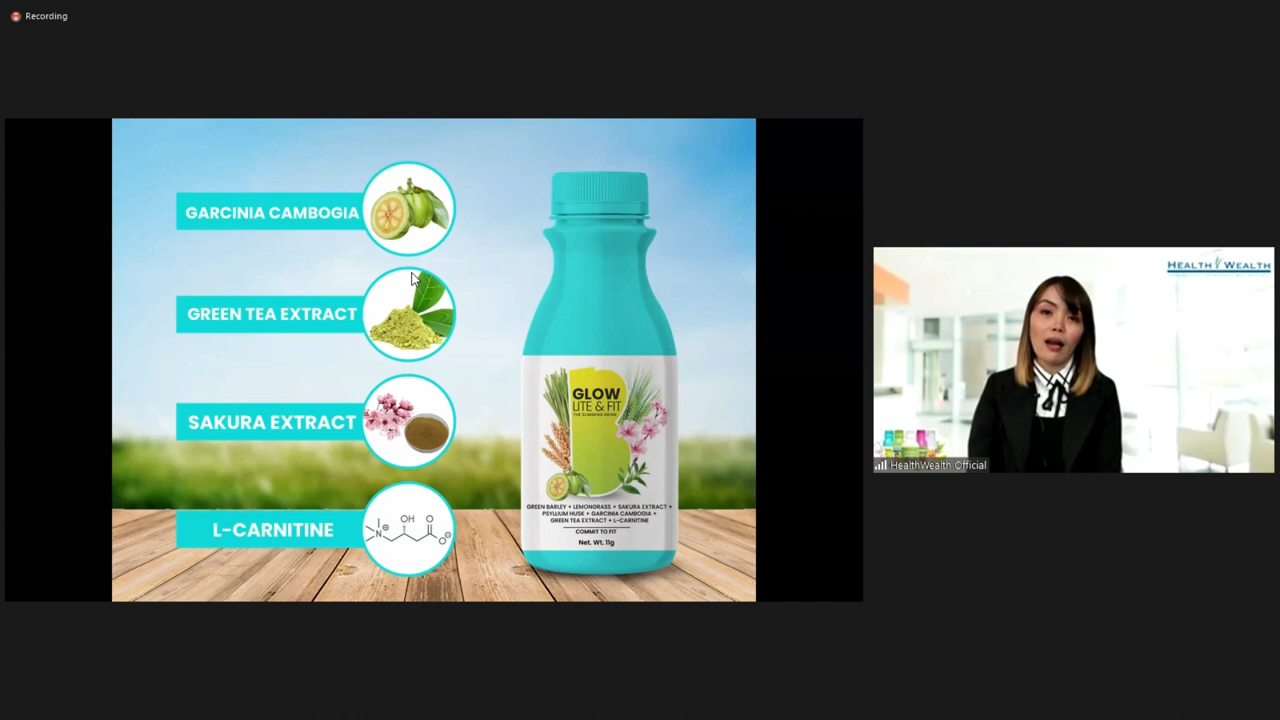 Recording
GARCINIA CAMBOGIA
GREEN TEA EXTRACT
SAKURA EXTRACT
L-CARNITINE
OH
O
N
O
GLOW
LITE & FIT
THE SLIMMING DRINK
GREEN BARLEY + LEMONGRASS + SAKURA EXTRACT +
PSYLLIUM HUSK + GARCINIA CAMBOGIA +
GREEN TEA EXTRACT + L-CARNITINE
COMMIT TO FIT
Net. Wt. 11g
HEALTH WEALTH
HealthWealth Official